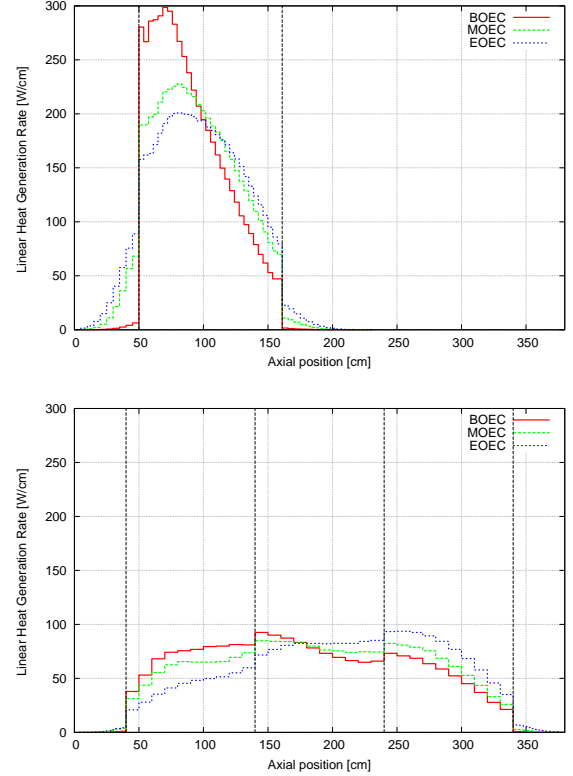 Linear Heat Generation Rate [W/cm]
300
250
200
150
100
50
0
BOEC
MOEC
EOEC
0 50 100 150 200 250 300 350
Axial position [cm]
Linear Heat Generation Rate [W/cm]
300
250
200
150
100
50
0
BOEC
MOEC
EOEC
0 50 100 150 200 250 300 350
Axial position [cm]